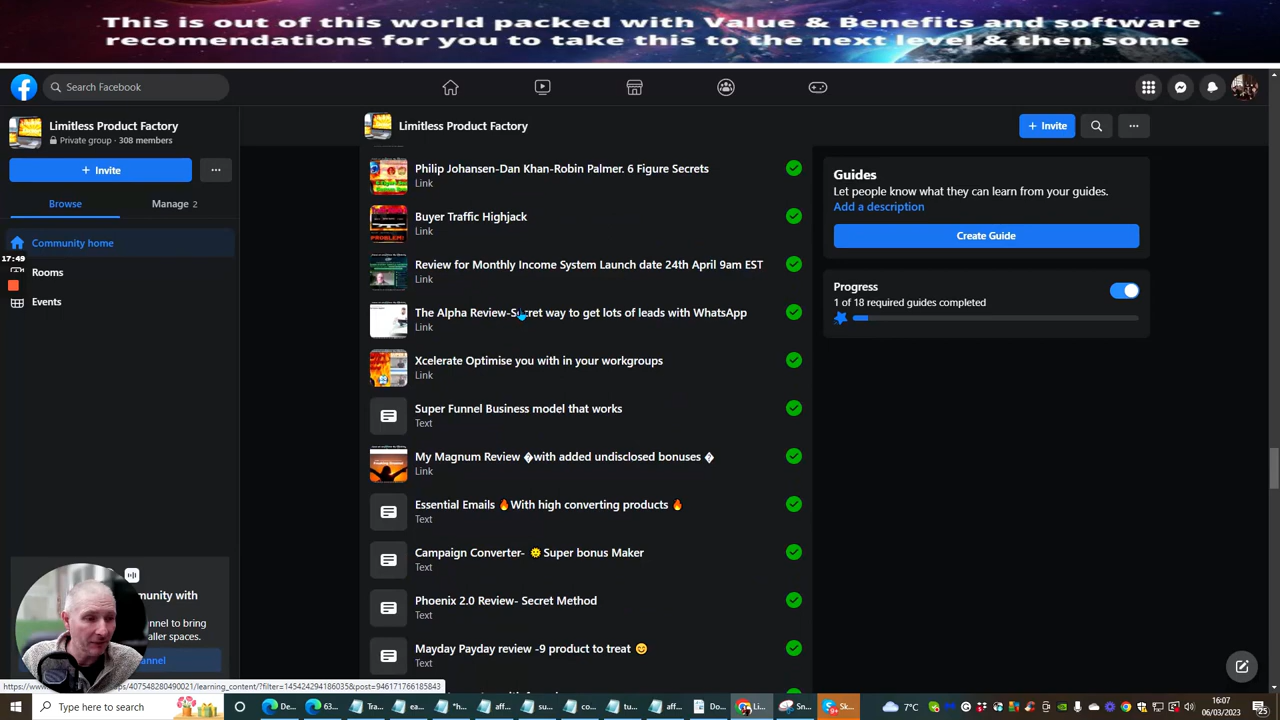 This is out of this world packed with Value & Benefits and software
recomendations for you to take this to the next level & then some
Search Facebook
Limitless Product Factory
Private group · 308 members
+ Invite
Browse
Manage 2
Community home
17:49
Rooms
Events
Limitless Product Factory
+ Invite
Philip Johansen-Dan Khan-Robin Palmer. 6 Figure Secrets
Link
Buyer Traffic Highjack
Link
PROBLEM!
Review for Monthly Income System Launch date 24th April 9am EST
Link
The Alpha Review-Secret way to get lots of leads with WhatsApp
Link
Xcelerate Optimise you with in your workgroups
Link
Super Funnel Business model that works
Text
My Magnum Review �with added undisclosed bonuses �
Link
Essential Emails 🔥With high converting products 🔥
Text
Campaign Converter- Super bonus Maker
Text
Phoenix 2.0 Review- Secret Method
Text
Mayday Payday review -9 product to treat 😊
Text
Guides
Let people know what they can learn from your guides.
Add a description
Create Guide
Progress
1 of 18 required guides completed
Type here to search
7°C
ENG
16:07
06/03/2023